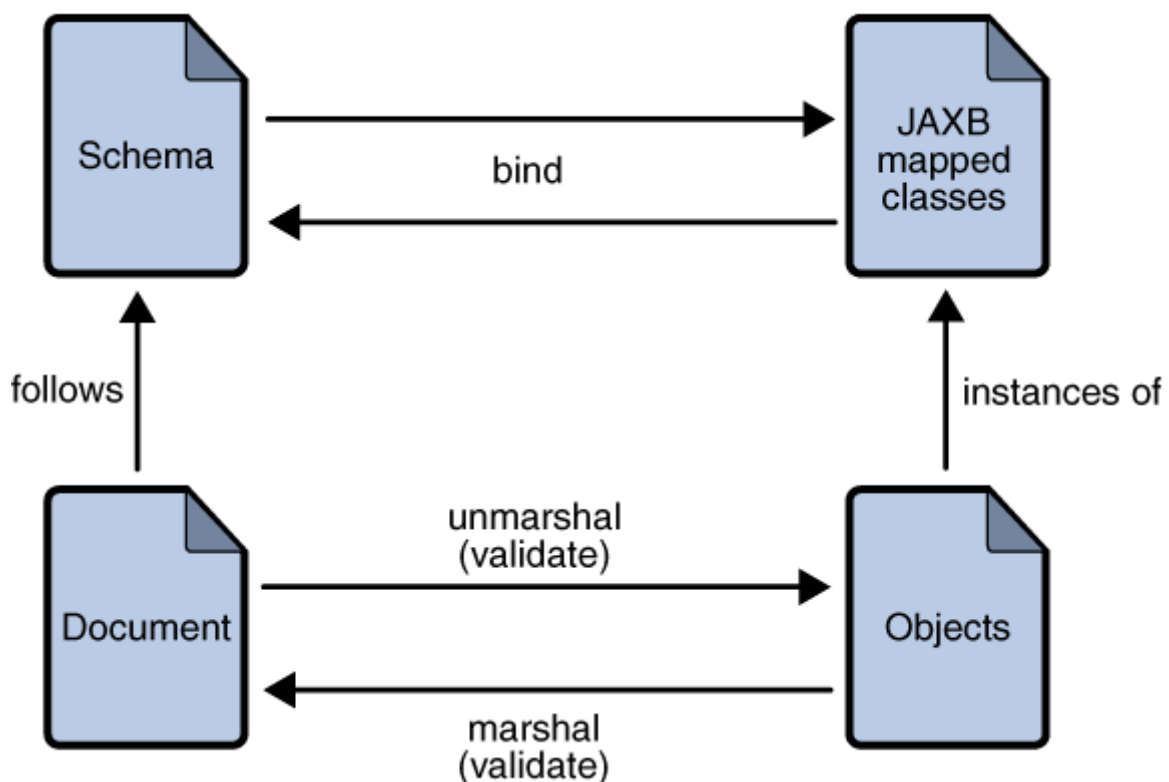 Schema
bind
JAXB
mapped
classes
follows
instances of
Document
unmarshal
(validate)
Objects
marshal
(validate)